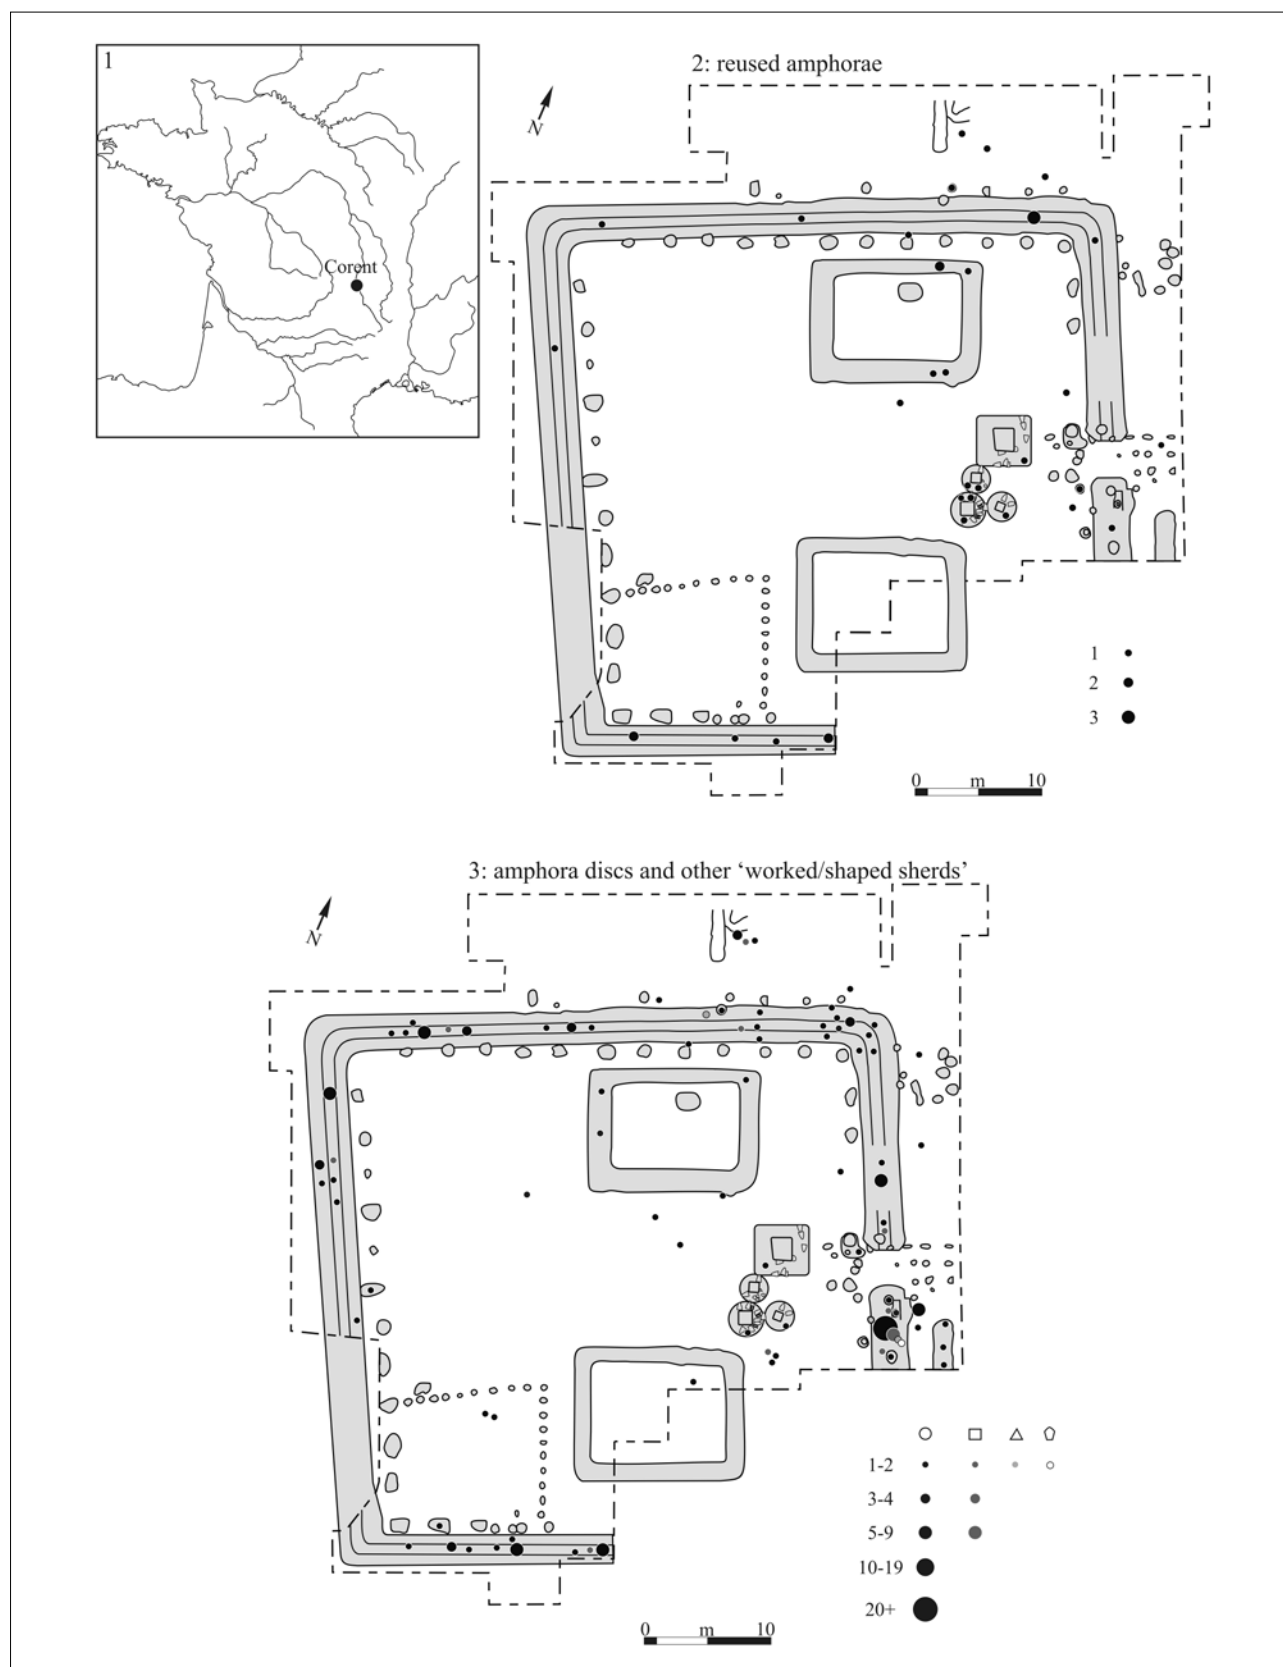 1
Corent
2: reused amphorae
N
1
2
3
0 m 10
3: amphora discs and other ‘worked/shaped sherds’
N
1-2
3-4
5-9
10-19
20+
0 m 10